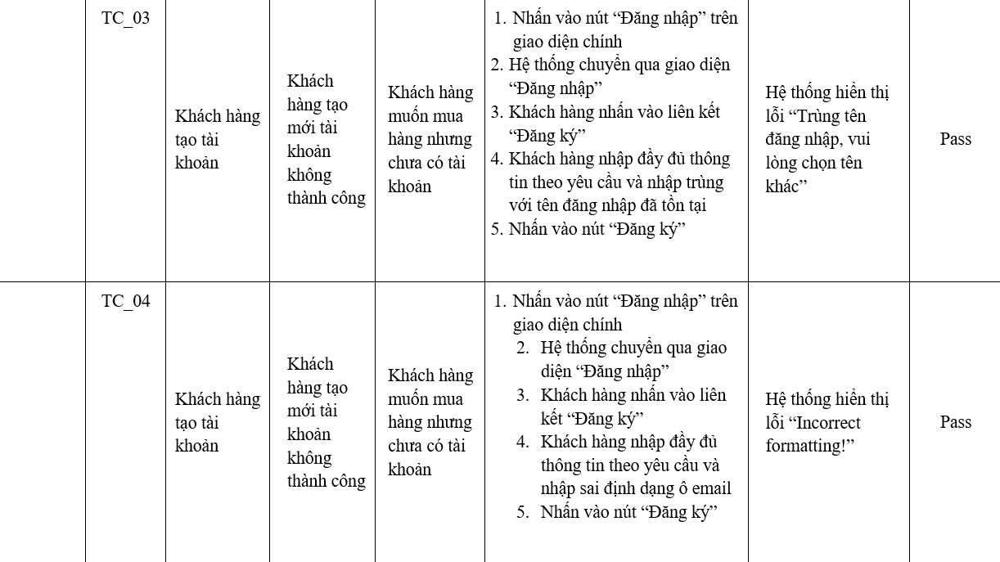 TC_03
Khách hàng
tạo tài
khoản
Khách
hàng tạo
mới tài
khoản
không
thành công
Khách hàng
muốn mua
hàng nhưng
chưa có tài
khoản
1. Nhấn vào nút “Đăng nhập” trên
giao diện chính
2. Hệ thống chuyển qua giao diện
“Đăng nhập”
3. Khách hàng nhấn vào liên kết
“Đăng ký”
4. Khách hàng nhập đầy đủ thông
tin theo yêu cầu và nhập trùng
với tên đăng nhập đã tồn tại
5. Nhấn vào nút “Đăng ký”
Hệ thống hiển thị
lỗi “Trùng tên
đăng nhập, vui
lòng chọn tên
khác”
Pass
TC_04
Khách hàng
tạo tài
khoản
Khách
hàng tạo
mới tài
khoản
không
thành công
Khách hàng
muốn mua
hàng nhưng
chưa có tài
khoản
1. Nhấn vào nút “Đăng nhập” trên
giao diện chính
2. Hệ thống chuyển qua giao
diện “Đăng nhập”
3. Khách hàng nhấn vào liên
kết “Đăng ký”
4. Khách hàng nhập đầy đủ
thông tin theo yêu cầu và
nhập sai định dạng ô email
5. Nhấn vào nút “Đăng ký”
Hệ thống hiển thị
lỗi “Incorrect
formatting!”
Pass